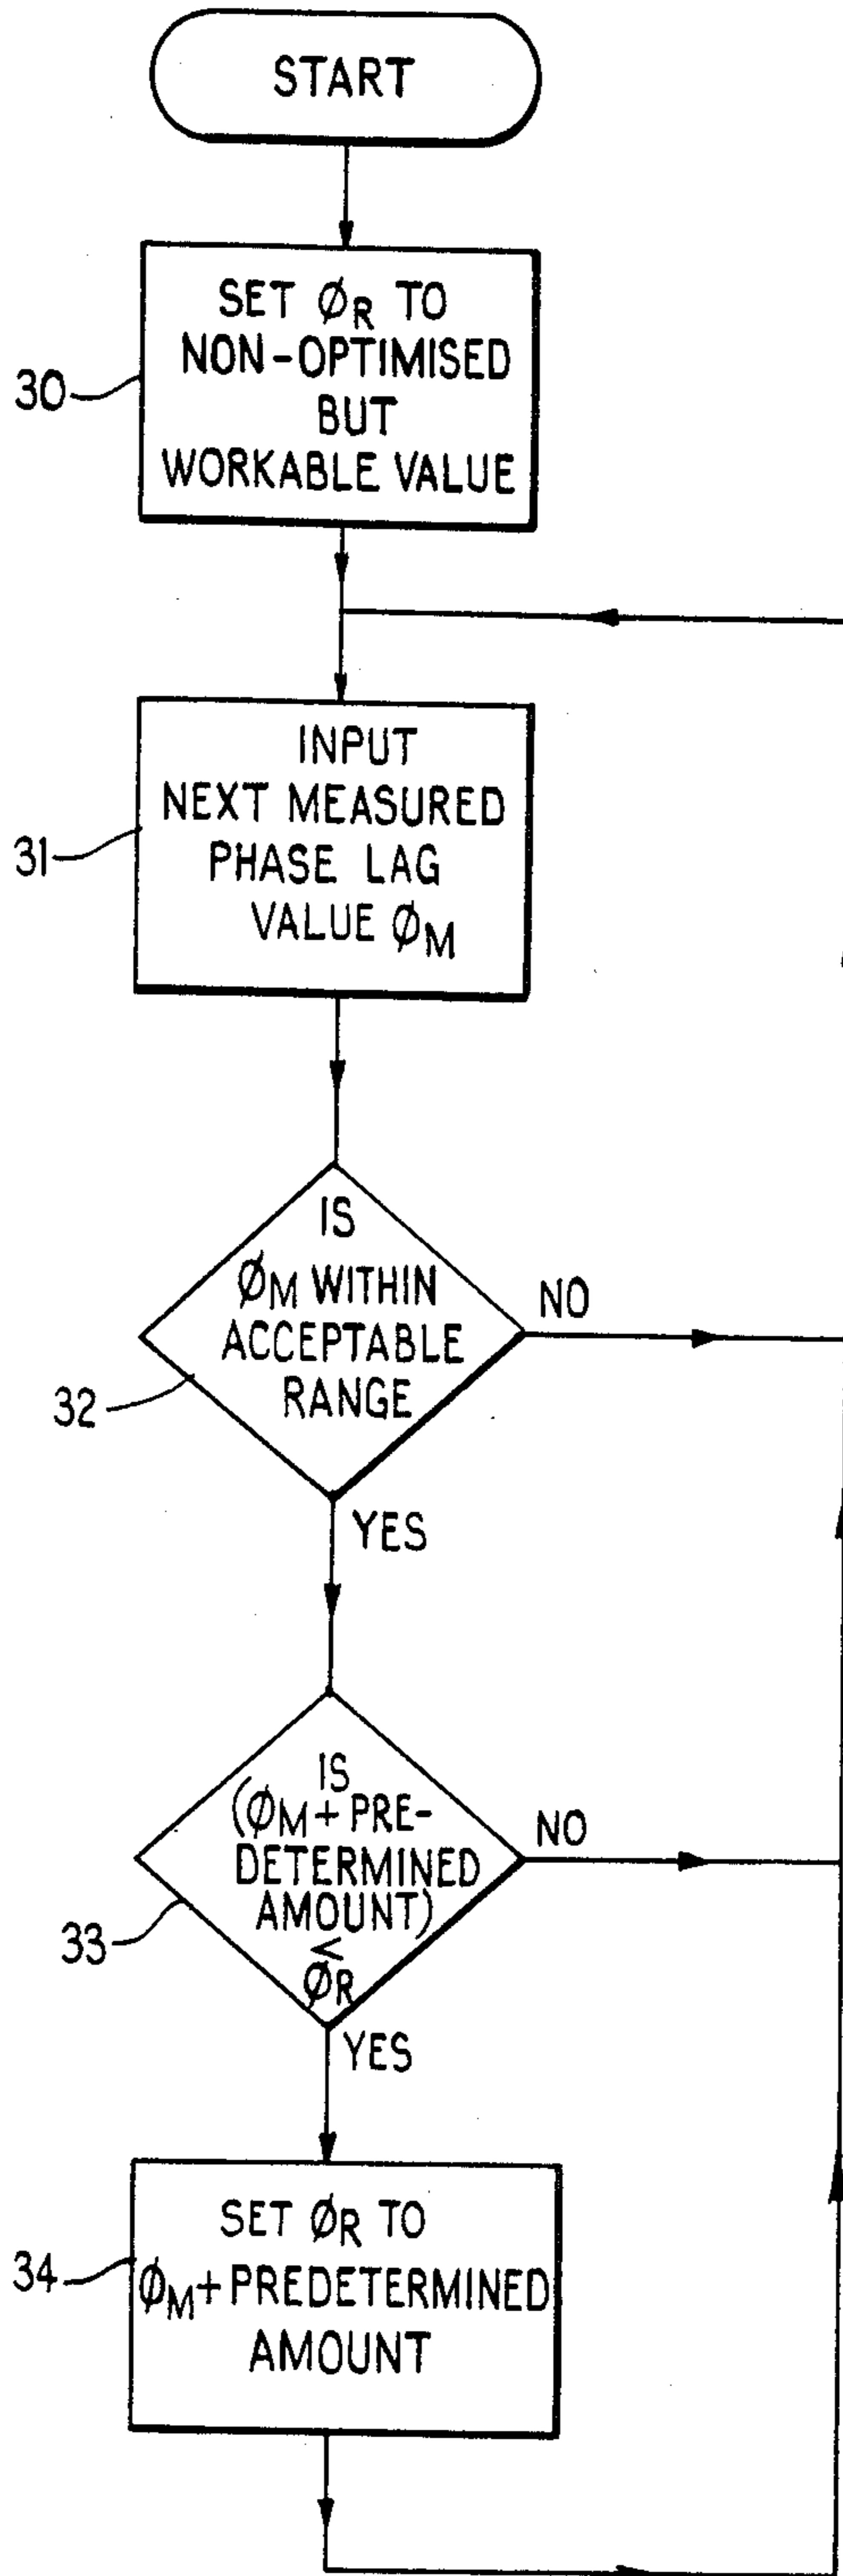 START
SET ØR TO
NON-OPTIMISED
BUT
WORKABLE VALUE
30
INPUT
NEXT MEASURED
PHASE LAG
VALUE ØM
31
IS
ØM WITHIN
ACCEPTABLE
RANGE
32
NO
YES
IS
(ØM + PRE-
DETERMINED
AMOUNT)
<
ØR
33
NO
YES
SET ØR TO
ØM + PREDETERMINED
AMOUNT
34